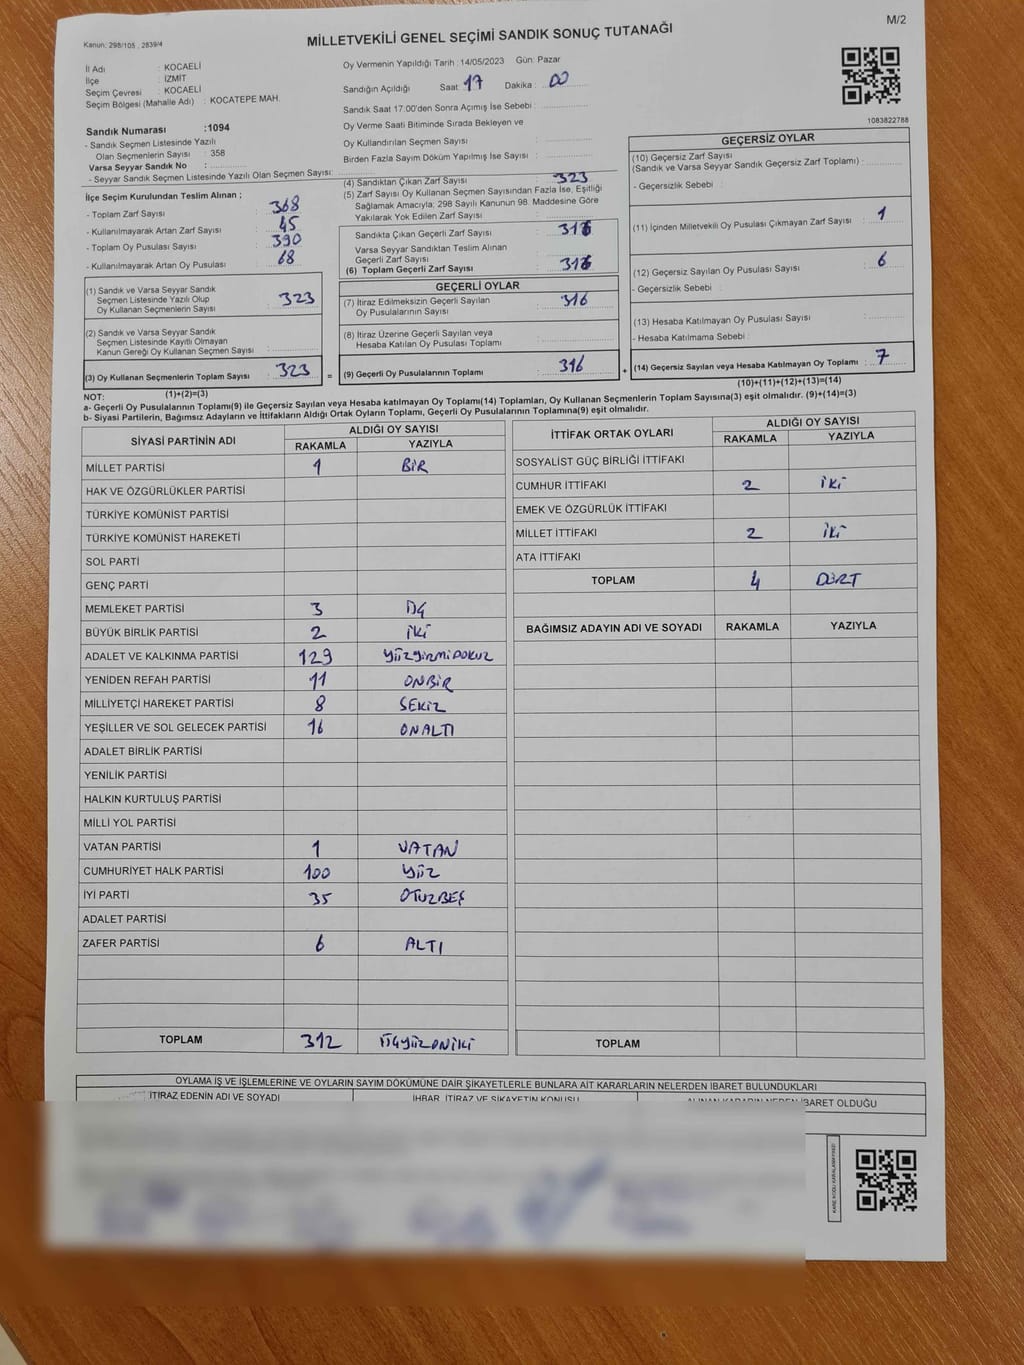 M/2
Kanun: 298/105 , 2839/4
MİLLETVEKİLİ GENEL SEÇİMİ SANDIK SONUÇ TUTANAĞI
İl Adı : KOCAELİ
İlçe : İZMİT
Seçim Çevresi : KOCAELİ
Seçim Bölgesi (Mahalle Adı) : KOCATEPE MAH.
Sandık Numarası :1094
- Sandık Seçmen Listesinde Yazılı
Olan Seçmenlerin Sayısı : 358
Varsa Seyyar Sandık No :
- Seyyar Sandık Seçmen Listesinde Yazılı Olan Seçmen Sayısı:
Oy Vermenin Yapıldığı Tarih :14/05/2023 Gün: Pazar
Sandığın Açıldığı Saat : 17 Dakika : 00
Sandık Saat 17:00'den Sonra Açımış İse Sebebi :
Oy Verme Saati Bitiminde Sırada Bekleyen ve
Oy Kullandırılan Seçmen Sayısı :
Birden Fazla Sayım Döküm Yapılmış İse Sayısı :
1083822788
İlçe Seçim Kurulundan Teslim Alınan ;
- Toplam Zarf Sayısı : 368
- Kullanılmayarak Artan Zarf Sayısı : 45
- Toplam Oy Pusulası Sayısı : 390
- Kullanılmayarak Artan Oy Pusulası : 68
(1) Sandık ve Varsa Seyyar Sandık
Seçmen Listesinde Yazılı Olup
Oy Kullanan Seçmenlerin Sayısı : 323
(2) Sandık ve Varsa Seyyar Sandık
Seçmen Listesinde Kayıtlı Olmayan
Kanun Gereği Oy Kullanan Seçmen Sayısı :
(3) Oy Kullanan Seçmenlerin Toplam Sayısı : 323 =
(4) Sandıktan Çıkan Zarf Sayısı : 323
(5) Zarf Sayısı Oy Kullanan Seçmen Sayısından Fazla İse, Eşitliği
Sağlamak Amacıyla; 298 Sayılı Kanunun 98. Maddesine Göre
Yakılarak Yok Edilen Zarf Sayısı :
Sandıkta Çıkan Geçerli Zarf Sayısı : 316
Varsa Seyyar Sandıktan Teslim Alınan
Geçerli Zarf Sayısı :
(6) Toplam Geçerli Zarf Sayısı : 316
GEÇERLİ OYLAR
(7) İtiraz Edilmeksizin Geçerli Sayılan
Oy Pusulalarının Sayısı : 316
(8) İtiraz Üzerine Geçerli Sayılan veya
Hesaba Katılan Oy Pusulası Toplamı :
(9) Geçerli Oy Pusulalarının Toplamı : 316 +
GEÇERSİZ OYLAR
(10) Geçersiz Zarf Sayısı
(Sandık ve Varsa Seyyar Sandık Geçersiz Zarf Toplamı) :
- Geçersizlik Sebebi :
(11) İçinden Milletvekili Oy Pusulası Çıkmayan Zarf Sayısı : 1
(12) Geçersiz Sayılan Oy Pusulası Sayısı : 6
- Geçersizlik Sebebi :
(13) Hesaba Katılmayan Oy Pusulası Sayısı :
- Hesaba Katılmama Sebebi :
(14) Geçersiz Sayılan veya Hesaba Katılmayan Oy Toplamı : 7
NOT: (1)+(2)=(3)
(10)+(11)+(12)+(13)=(14)
a- Geçerli Oy Pusulalarının Toplamı(9) ile Geçersiz Sayılan veya Hesaba Katılmayan Oy Toplamı(14) Toplamları, Oy Kullanan Seçmenlerin Toplam Sayısına(3) eşit olmalıdır. (9)+(14)=(3)
b- Siyasi Partilerin, Bağımsız Adayların ve İttifakların Aldığı Ortak Oyların Toplamı, Geçerli Oy Pusulalarının Toplamına(9) eşit olmalıdır.
SİYASİ PARTİNİN ADI ALDIĞI OY SAYISI
RAKAMLA YAZIYLA
MİLLET PARTİSİ 1 BİR
HAK VE ÖZGÜRLÜKLER PARTİSİ
TÜRKİYE KOMÜNİST PARTİSİ
TÜRKİYE KOMÜNİST HAREKETİ
SOL PARTİ
GENÇ PARTİ
MEMLEKET PARTİSİ 3 ÜÇ
BÜYÜK BİRLİK PARTİSİ 2 İKİ
ADALET VE KALKINMA PARTİSİ 129 YÜZYİRMİDOKUZ
YENİDEN REFAH PARTİSİ 11 ONBİR
MİLLİYETÇİ HAREKET PARTİSİ 8 SEKİZ
YEŞİLLER VE SOL GELECEK PARTİSİ 16 ONALTI
ADALET BİRLİK PARTİSİ
YENİLİK PARTİSİ
HALKIN KURTULUŞ PARTİSİ
MİLLİ YOL PARTİSİ
VATAN PARTİSİ 1 VATAN
CUMHURİYET HALK PARTİSİ 100 YÜZ
İYİ PARTİ 35 OTUZBEŞ
ADALET PARTİSİ
ZAFER PARTİSİ 6 ALTI
TOPLAM 312 ÜÇYÜZONİKİ
İTTİFAK ORTAK OYLARI ALDIĞI OY SAYISI
RAKAMLA YAZIYLA
SOSYALİST GÜÇ BİRLİĞİ İTTİFAKI
CUMHUR İTTİFAKI 2 İKİ
EMEK VE ÖZGÜRLÜK İTTİFAKI
MİLLET İTTİFAKI 2 İKİ
ATA İTTİFAKI
TOPLAM 4 DÖRT
BAĞIMSIZ ADAYIN ADI VE SOYADI RAKAMLA YAZIYLA
TOPLAM
OYLAMA İŞ VE İŞLEMLERİNE VE OYLARIN SAYIM DÖKÜMÜNE DAİR ŞİKAYETLERLE BUNLARA AİT KARARLARIN NELERDEN İBARET BULUNDUKLARI
İTİRAZ EDENİN ADI VE SOYADI İHBAR, İTİRAZ VE ŞİKAYETİN KONUSU ALINAN KARARIN NEDEN İBARET OLDUĞU
KARE KODU KARALAMAYINIZ!